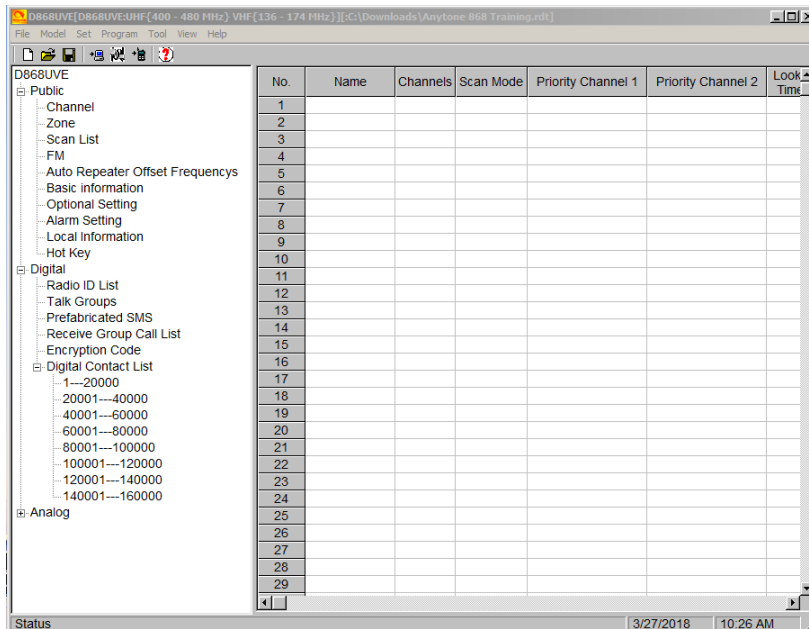 D868UVE[D868UVE:UHF{400 - 480 MHz} VHF{136 - 174 MHz}][:C:\Downloads\Anytone 868 Training.rdt]
File Model Set Program Tool View Help
D868UVE
Public
Channel
Zone
Scan List
FM
Auto Repeater Offset Frequencys
Basic information
Optional Setting
Alarm Setting
Local Information
Hot Key
Digital
Radio ID List
Talk Groups
Prefabricated SMS
Receive Group Call List
Encryption Code
Digital Contact List
1---20000
20001---40000
40001---60000
60001---80000
80001---100000
100001---120000
120001---140000
140001---160000
Analog
No. Name Channels Scan Mode Priority Channel 1 Priority Channel 2 Look Time
1
2
3
4
5
6
7
8
9
10
11
12
13
14
15
16
17
18
19
20
21
22
23
24
25
26
27
28
29
Status 3/27/2018 10:26 AM